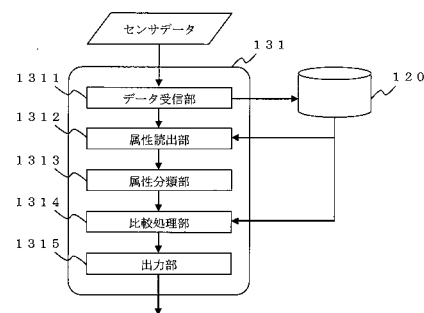 センサデータ
131
1311
データ受信部
120
1312
属性読出部
1313
属性分類部
1314
比較処理部
1315
出力部